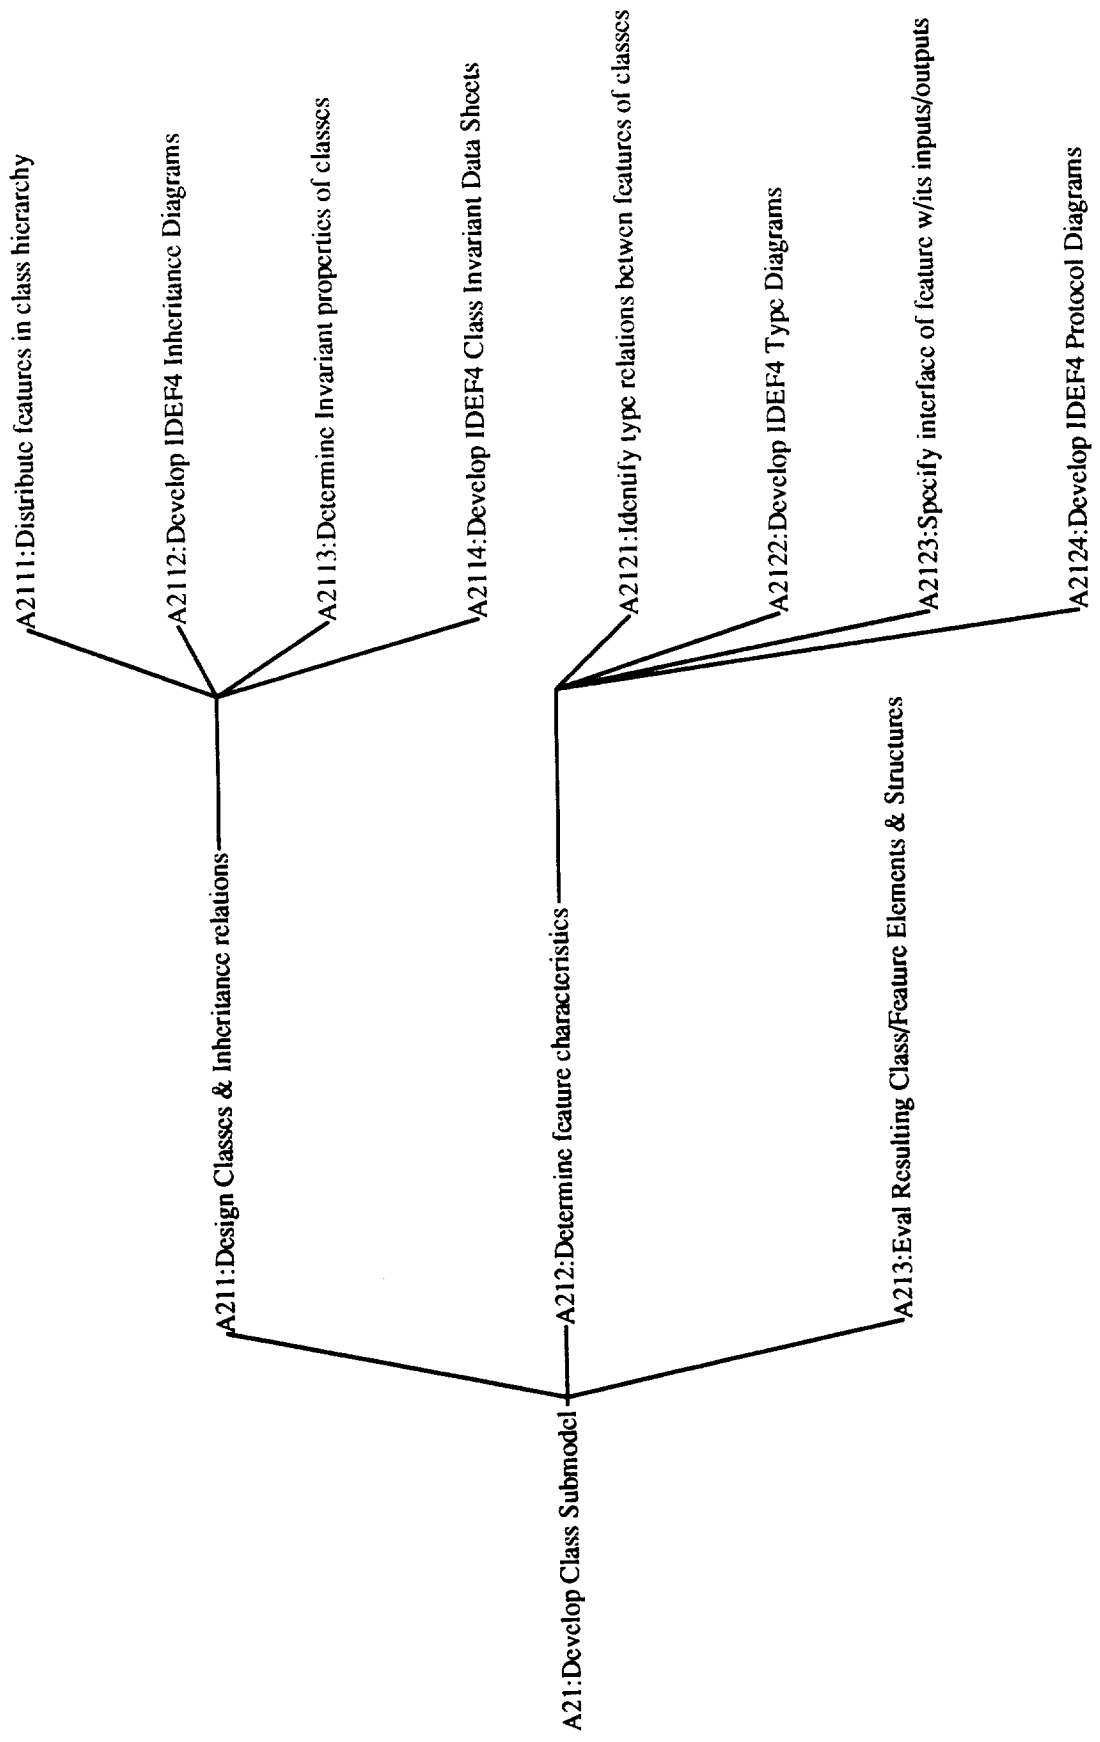 A21:Develop Class Submodel
A211:Design Classes & Inheritance relations
A2111:Distribute features in class hierarchy
A2112:Develop IDEF4 Inheritance Diagrams
A2113:Determine Invariant properties of classes
A2114:Develop IDEF4 Class Invariant Data Sheets
A212:Determine feature characteristics
A2121:Identify type relations betwen features of classes
A2122:Develop IDEF4 Type Diagrams
A2123:Specify interface of feature w/its inputs/outputs
A2124:Develop IDEF4 Protocol Diagrams
A213:Eval Resulting Class/Feature Elements & Structures